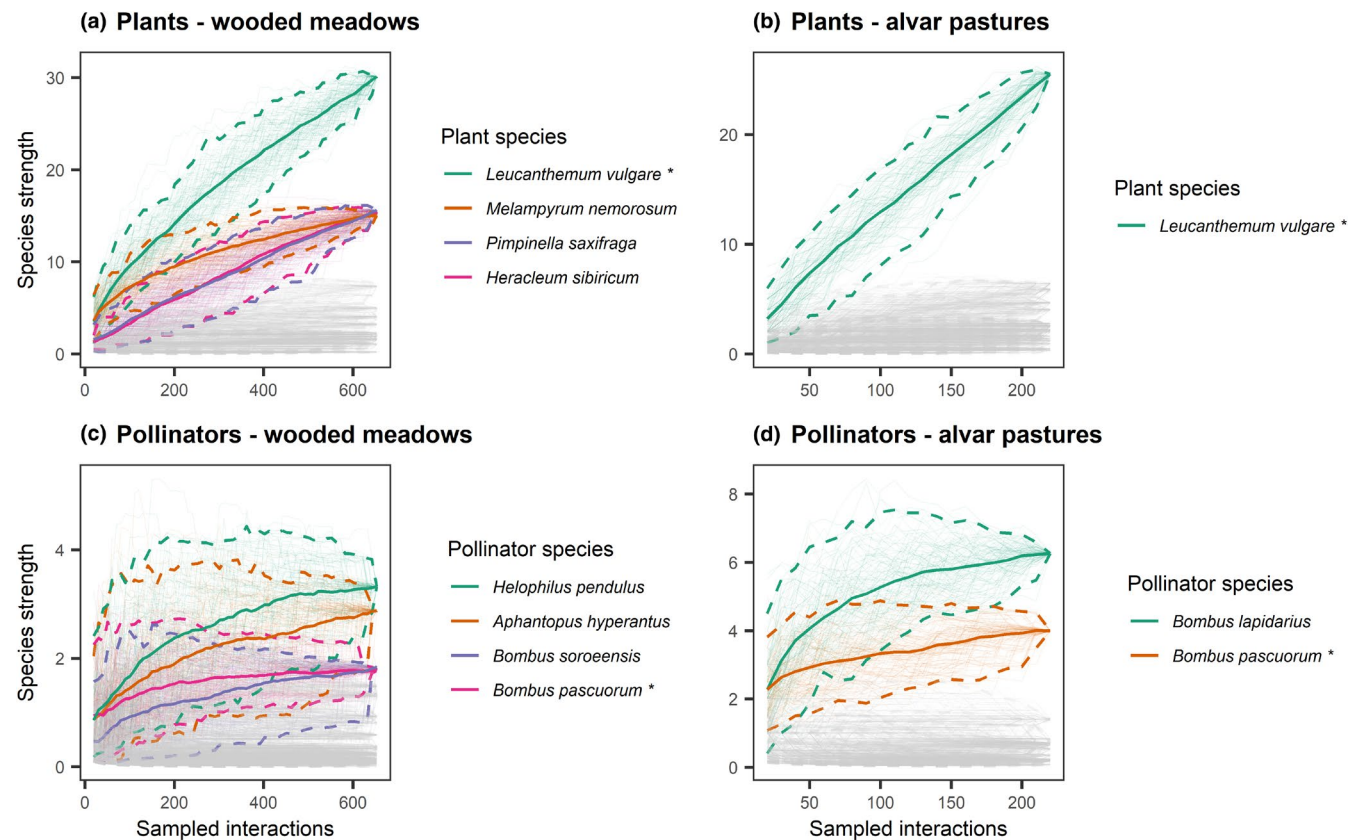 (a) Plants - wooded meadows
Species strength
30
20
10
0
0 200 400 600
Plant species
Leucanthemum vulgare *
Melampyrum nemorosum
Pimpinella saxifraga
Heracleum sibiricum
(b) Plants - alvar pastures
20
10
0
50 100 150 200
Plant species
Leucanthemum vulgare *
(c) Pollinators - wooded meadows
Species strength
4
2
0
0 200 400 600
Sampled interactions
Pollinator species
Helophilus pendulus
Aphantopus hyperantus
Bombus soroeensis
Bombus pascuorum *
(d) Pollinators - alvar pastures
8
6
4
2
0
50 100 150 200
Sampled interactions
Pollinator species
Bombus lapidarius
Bombus pascuorum *